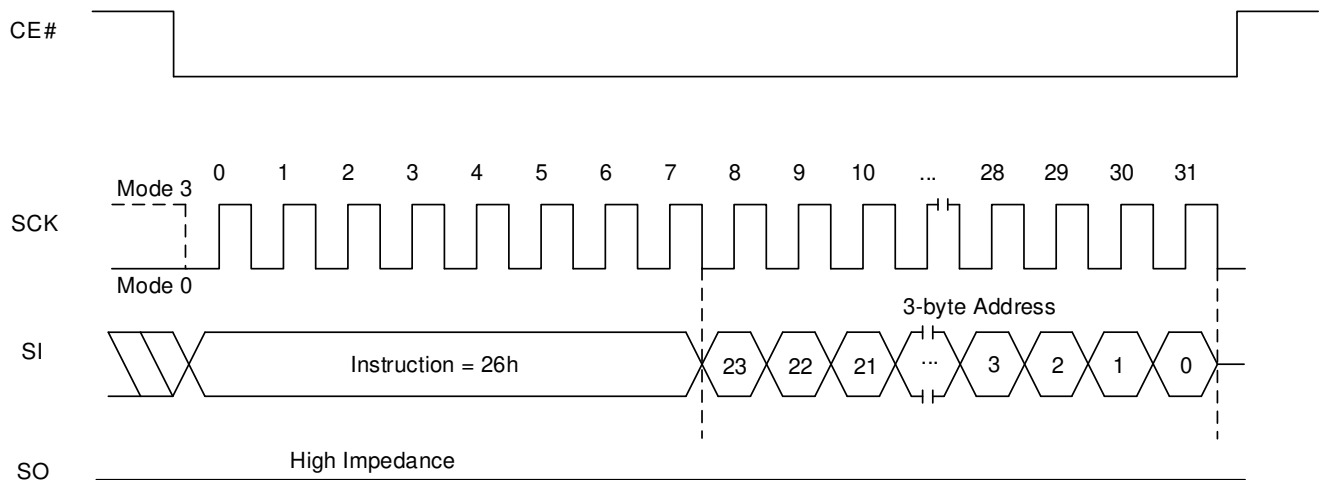 CE#
0 1 2 3 4 5 6 7 8 9 10 ... 28 29 30 31
Mode 3
SCK
Mode 0
3-byte Address
SI
Instruction = 26h
23 22 21 ... 3 2 1 0
High Impedance
SO